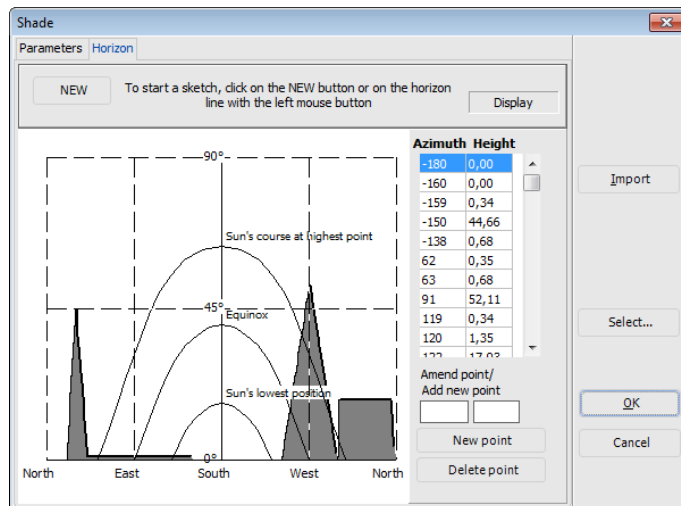 Shade
Parameters Horizon
NEW
To start a sketch, click on the NEW button or on the horizon
line with the left mouse button
Display
90°
Sun's course at highest point
45°
Equinox
Sun's lowest position
0°
North East South West North
Azimuth Height
-180 0,00
-160 0,00
-159 0,34
-150 44,66
-138 0,68
62 0,35
63 0,68
91 52,11
119 0,34
120 1,35
122 17,93
Amend point/
Add new point
New point
Delete point
Import
Select...
OK
Cancel